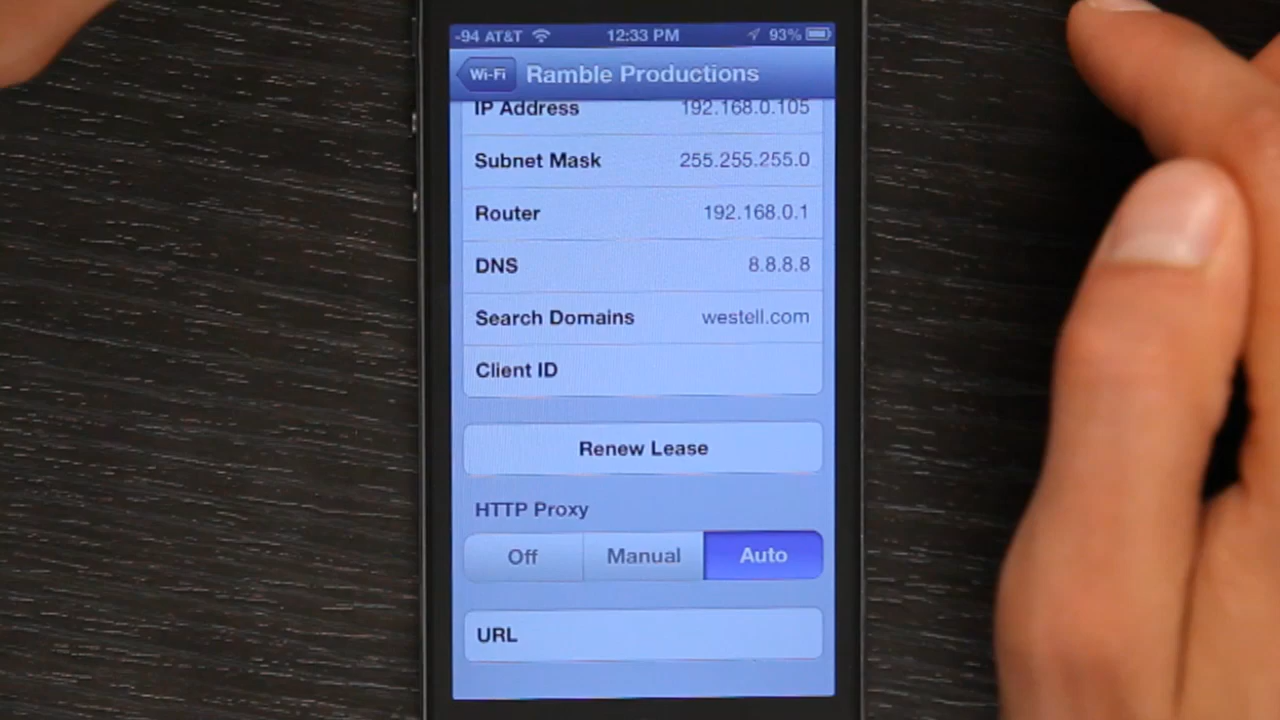 -94 AT&T 12:33 PM 93%
Wi-Fi Ramble Productions
IP Address 192.168.0.105
Subnet Mask 255.255.255.0
Router 192.168.0.1
DNS 8.8.8.8
Search Domains westell.com
Client ID
Renew Lease
HTTP Proxy
Off Manual Auto
URL